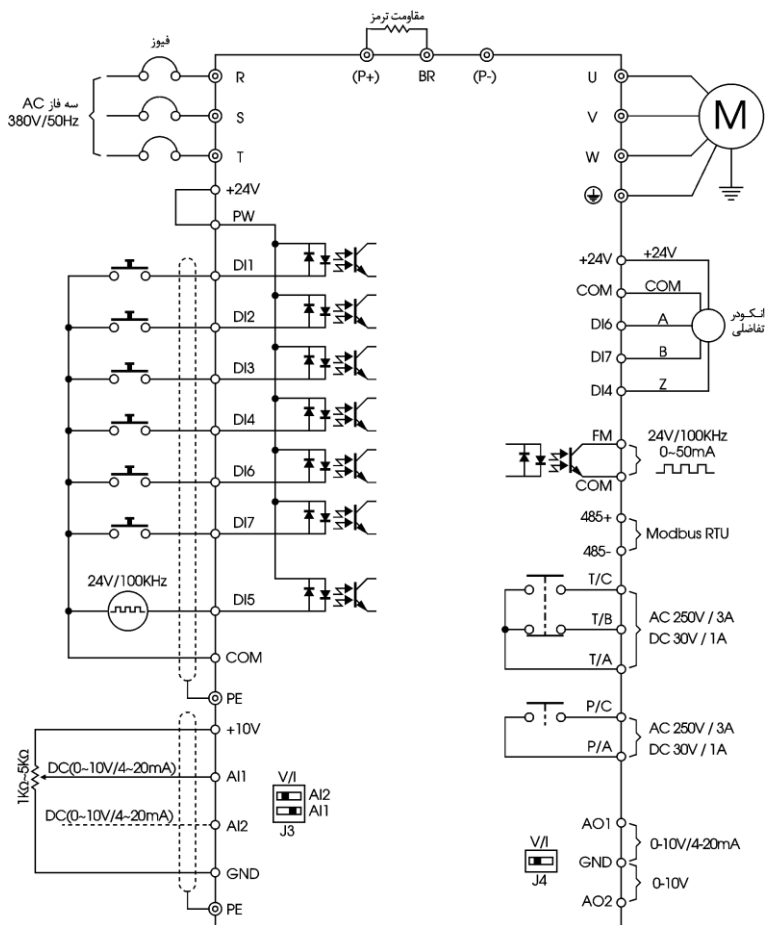 مقاومت ترمز
فیوز
(P+)
BR
(P-)
سه فاز AC
380V/50Hz
R
S
T
+24V
PW
DI1
DI2
DI3
DI4
DI6
DI7
24V/100KHz
DI5
COM
PE
+10V
1KΩ~5KΩ
DC(0~10V/4~20mA)
AI1
DC(0~10V/4~20mA)
AI2
GND
PE
V/I
AI2
AI1
J3
U
V
W
M
+24V
+24V
COM
COM
DI6
A
DI7
B
DI4
Z
انکودر
تفاضلی
FM
COM
24V/100KHz
0~50mA
485+
485-
Modbus RTU
T/C
T/B
T/A
AC 250V / 3A
DC 30V / 1A
P/C
P/A
AC 250V / 3A
DC 30V / 1A
V/I
J4
AO1
GND
AO2
0-10V/4-20mA
0-10V